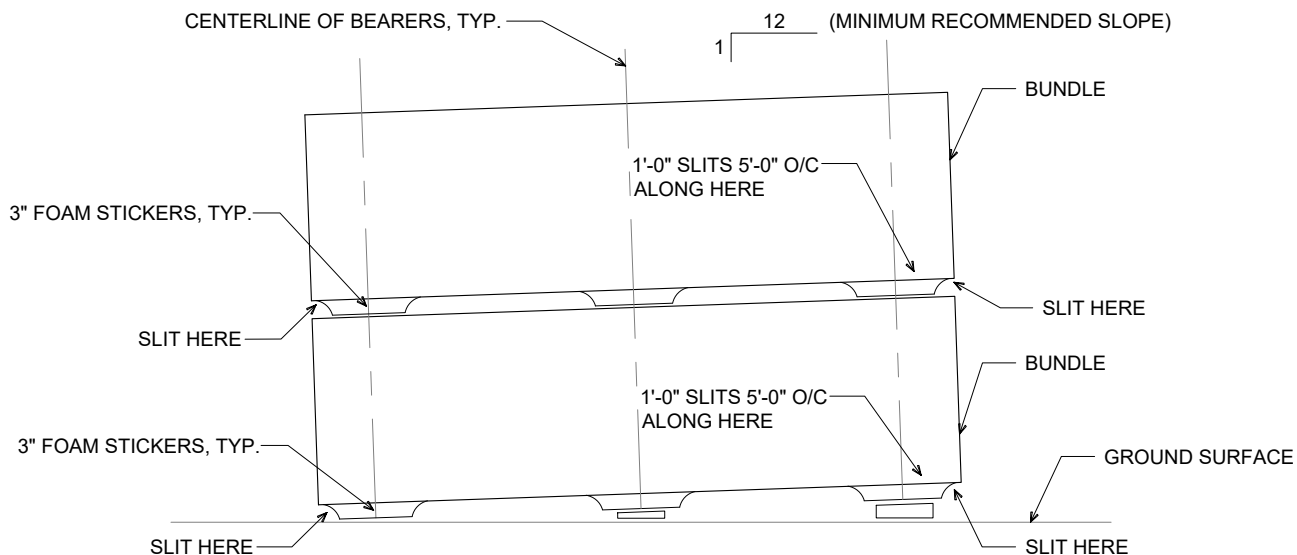 CENTERLINE OF BEARERS, TYP.
12
(MINIMUM RECOMMENDED SLOPE)
1
BUNDLE
1'-0" SLITS 5'-0" O/C
ALONG HERE
3" FOAM STICKERS, TYP.
SLIT HERE
SLIT HERE
BUNDLE
1'-0" SLITS 5'-0" O/C
ALONG HERE
3" FOAM STICKERS, TYP.
GROUND SURFACE
SLIT HERE
SLIT HERE